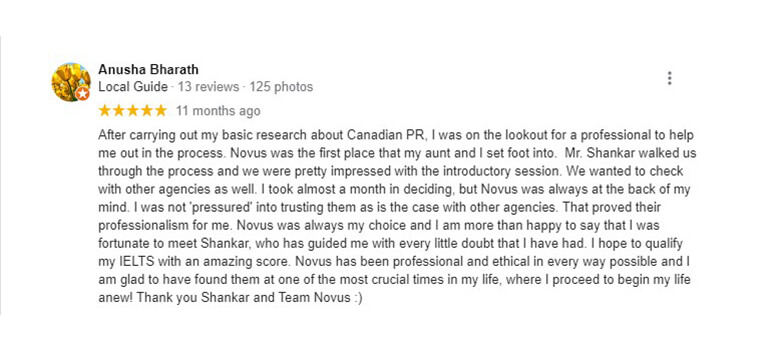 Anusha Bharath
Local Guide · 13 reviews · 125 photos
★★★★★ 11 months ago
After carrying out my basic research about Canadian PR, I was on the lookout for a professional to help
me out in the process. Novus was the first place that my aunt and I set foot into.  Mr. Shankar walked us
through the process and we were pretty impressed with the introductory session. We wanted to check
with other agencies as well. I took almost a month in deciding, but Novus was always at the back of my
mind. I was not 'pressured' into trusting them as is the case with other agencies. That proved their
professionalism for me. Novus was always my choice and I am more than happy to say that I was
fortunate to meet Shankar, who has guided me with every little doubt that I have had. I hope to qualify
my IELTS with an amazing score. Novus has been professional and ethical in every way possible and I
am glad to have found them at one of the most crucial times in my life, where I proceed to begin my life
anew! Thank you Shankar and Team Novus :)